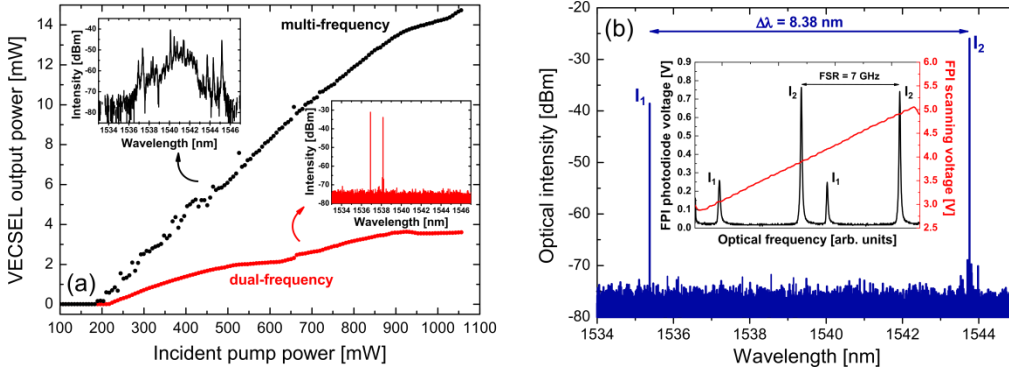 14
12
10
8
6
4
2
0
VECSEL output power [mW]
100 200 300 400 500 600 700 800 900 1000 1100
Incident pump power [mW]
(a)
multi-frequency
dual-frequency
-30
-40
-50
-60
-70
-80
Intensity [dBm]
1534 1536 1538 1540 1542 1544 1546
Wavelength [nm]
-30
-40
-50
-60
-70
-80
Intensity [dBm]
1534 1536 1538 1540 1542 1544 1546
Wavelength [nm]
-20
-30
-40
-50
-60
-70
-80
Optical intensity [dBm]
1534 1536 1538 1540 1542 1544
Wavelength [nm]
(b)
Δλ = 8.38 nm
I1
I2
0.9
0.8
0.7
0.6
0.5
0.4
0.3
0.2
0.1
0.0
FPI photodiode voltage [V]
FSR = 7 GHz
I2 I2
I1 I1
Optical frequency [arb. units]
6.0
5.5
5.0
4.5
4.0
3.5
3.0
2.5
FPI scanning voltage [V]